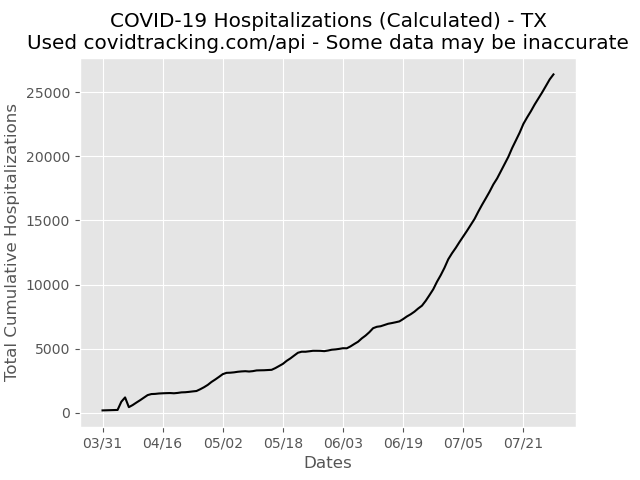 COVID-19 Hospitalizations (Calculated) - TX
Used covidtracking.com/api - Some data may be inaccurate
Total Cumulative Hospitalizations
25000
20000
15000
10000
5000
0
03/31 04/16 05/02 05/18 06/03 06/19 07/05 07/21
Dates